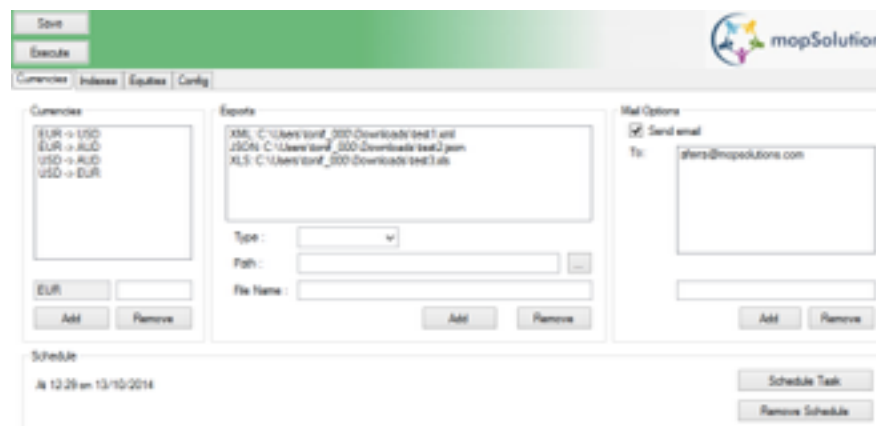 Save
Execute
mopSolution
Currencies Indexes Equities Config
Currencies
EUR -> USD
EUR -> AUD
USD -> AUD
USD -> EUR
EUR
Add Remove
Exports
XML: C:\Users\tonif_000\Downloads\test1.xml
JSON: C:\Users\tonif_000\Downloads\test2.json
XLS: C:\Users\tonif_000\Downloads\test3.xls
Type :
Path :
...
File Name :
Add Remove
Mail Options
Send email
To:
Add Remove
Schedule
At 12:29 on 13/10/2014
Schedule Task
Remove Schedule